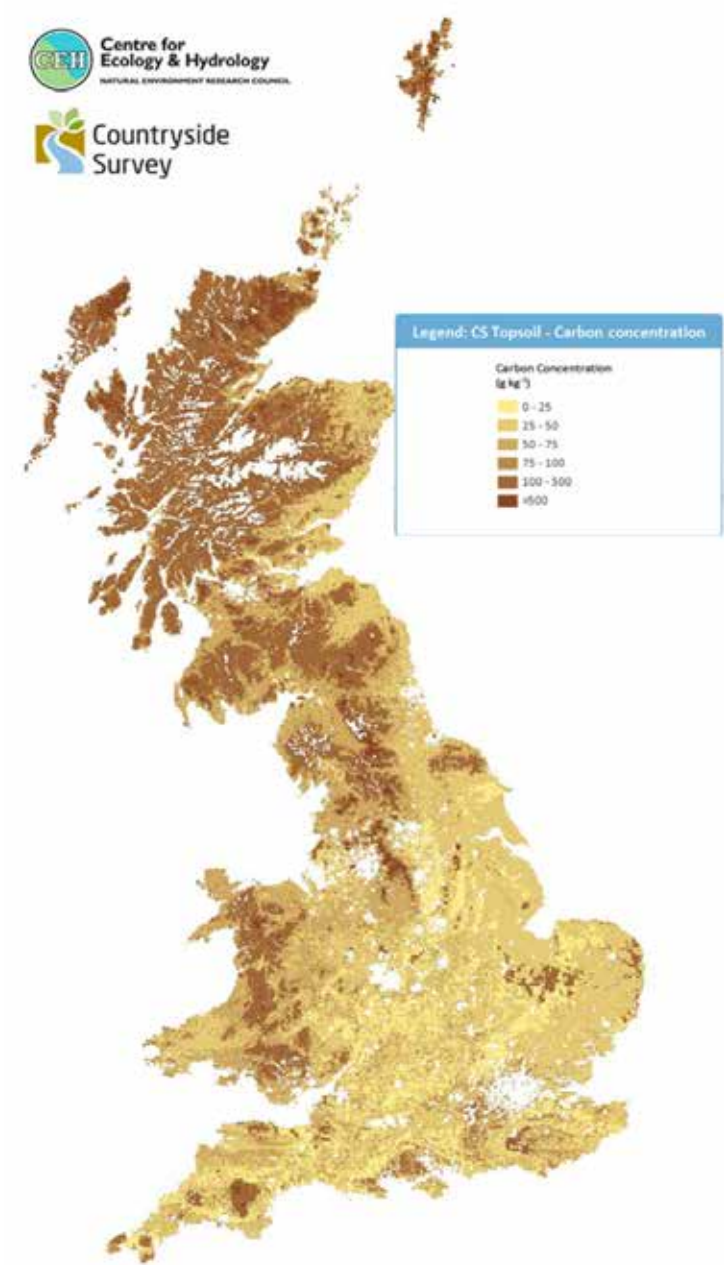 CEH
Centre for
Ecology & Hydrology
NATURAL ENVIRONMENT RESEARCH COUNCIL
Countryside
Survey
Legend: CS Topsoil - Carbon concentration
Carbon Concentration
(g kg⁻¹)
0 - 25
25 - 50
50 - 75
75 - 100
100 - 500
>500